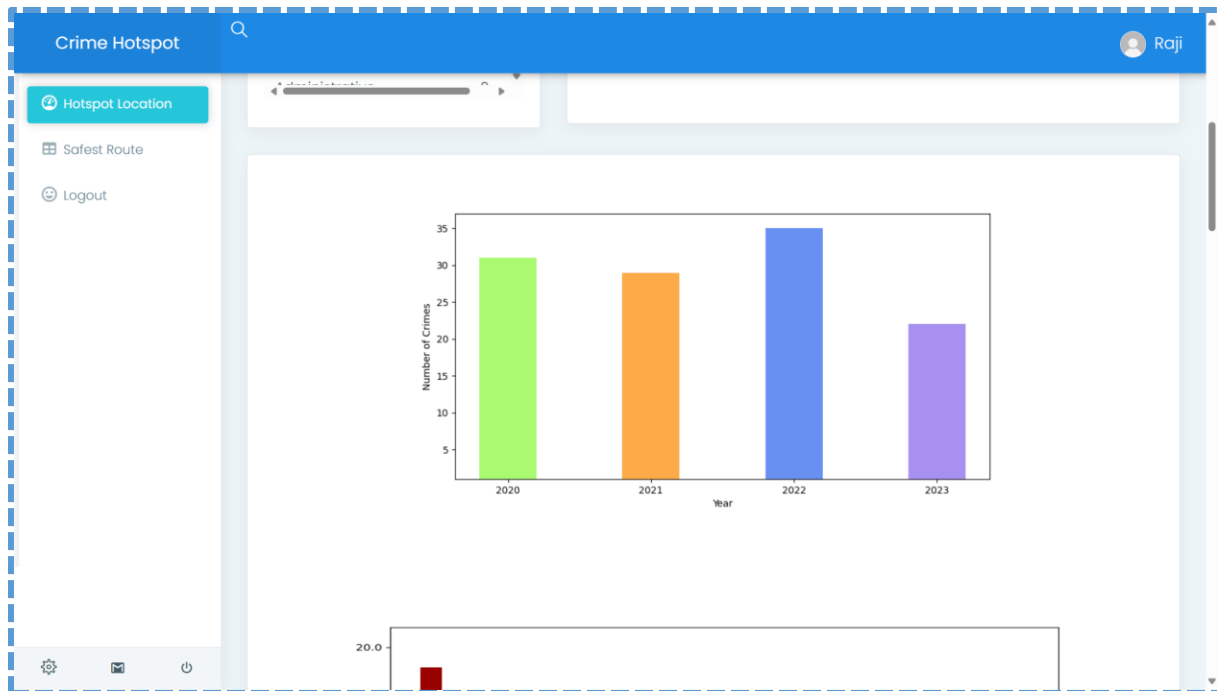 Crime Hotspot
Raji
Hotspot Location
Safest Route
Logout
35
30
25
20
15
10
5
Number of Crimes
2020 2021 2022 2023
Year
20.0